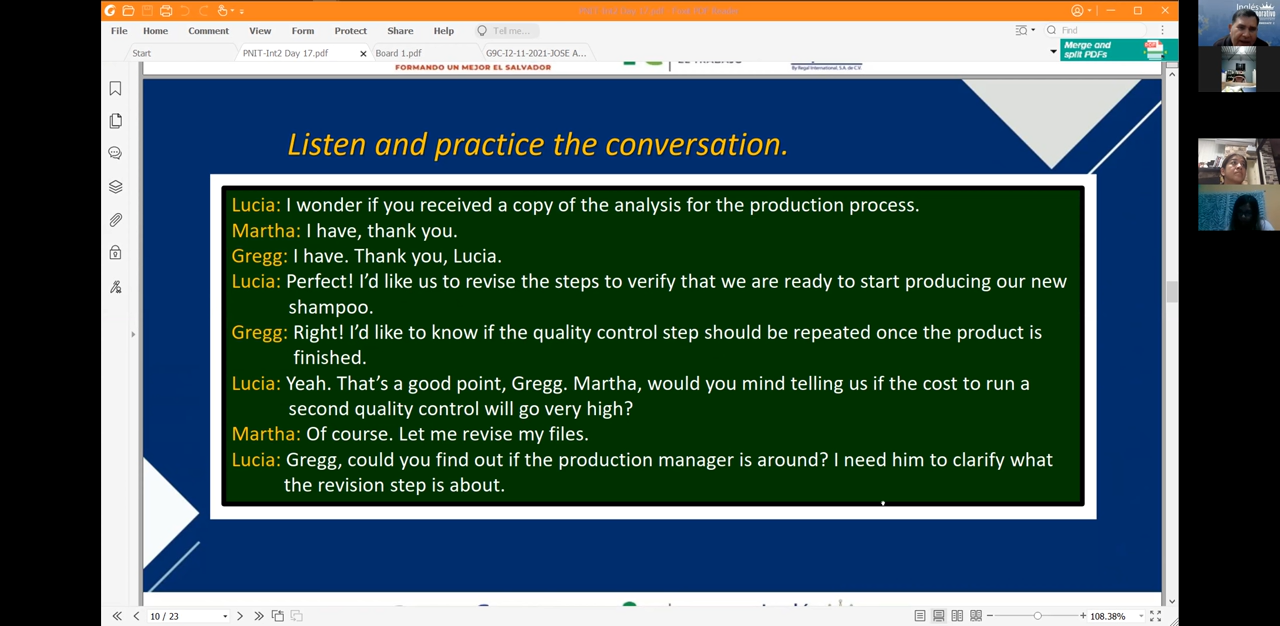 File Home Comment View Form Protect Share Help Tell me... Find
Start PNIT-Int2 Day 17.pdf Board 1.pdf G9C-I2-11-2021-JOSE A...
Merge and
split PDFs
FORMANDO UN MEJOR EL SALVADOR
Listen and practice the conversation.
Lucia: I wonder if you received a copy of the analysis for the production process.
Martha: I have, thank you.
Gregg: I have. Thank you, Lucia.
Lucia: Perfect! I'd like us to revise the steps to verify that we are ready to start producing our new
shampoo.
Gregg: Right! I'd like to know if the quality control step should be repeated once the product is
finished.
Lucia: Yeah. That's a good point, Gregg. Martha, would you mind telling us if the cost to run a
second quality control will go very high?
Martha: Of course. Let me revise my files.
Lucia: Gregg, could you find out if the production manager is around? I need him to clarify what
the revision step is about.
10 / 23
108.38%